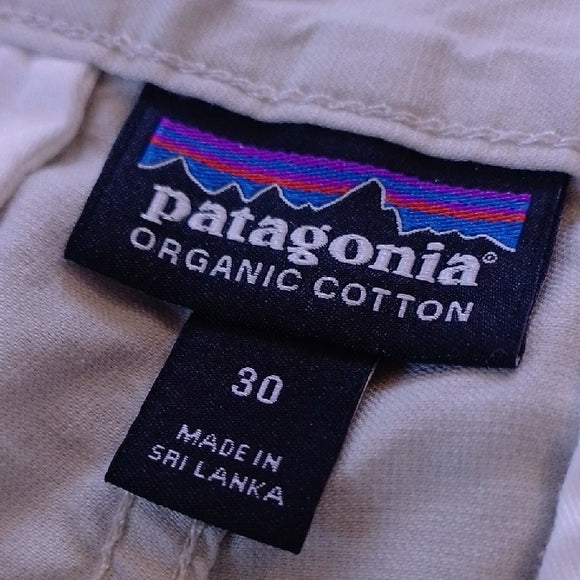 patagonia®
ORGANIC COTTON
30
MADE IN
SRI LANKA